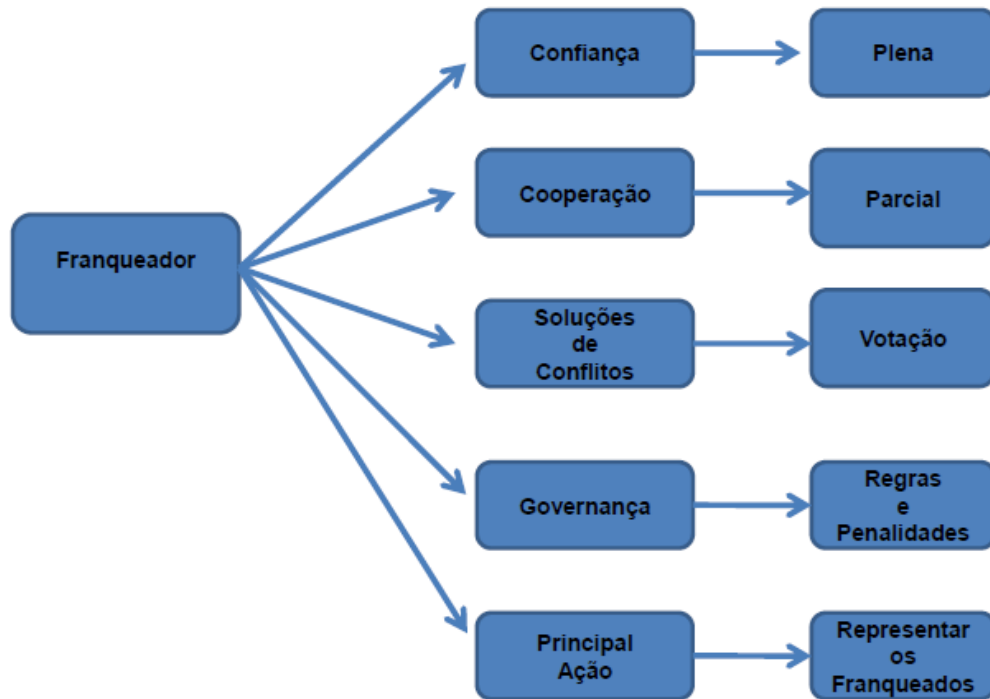 Confiança
Plena
Cooperação
Parcial
Franqueador
Soluções
de
Conflitos
Votação
Governança
Regras
e
Penalidades
Principal
Ação
Representar
os
Franqueados